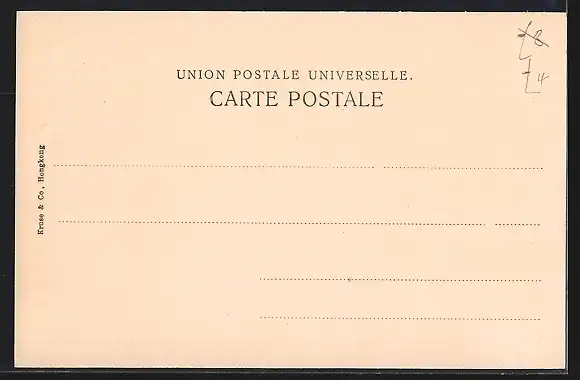 UNION POSTALE UNIVERSELLE.
CARTE POSTALE
Kruse & Co., Hongkong